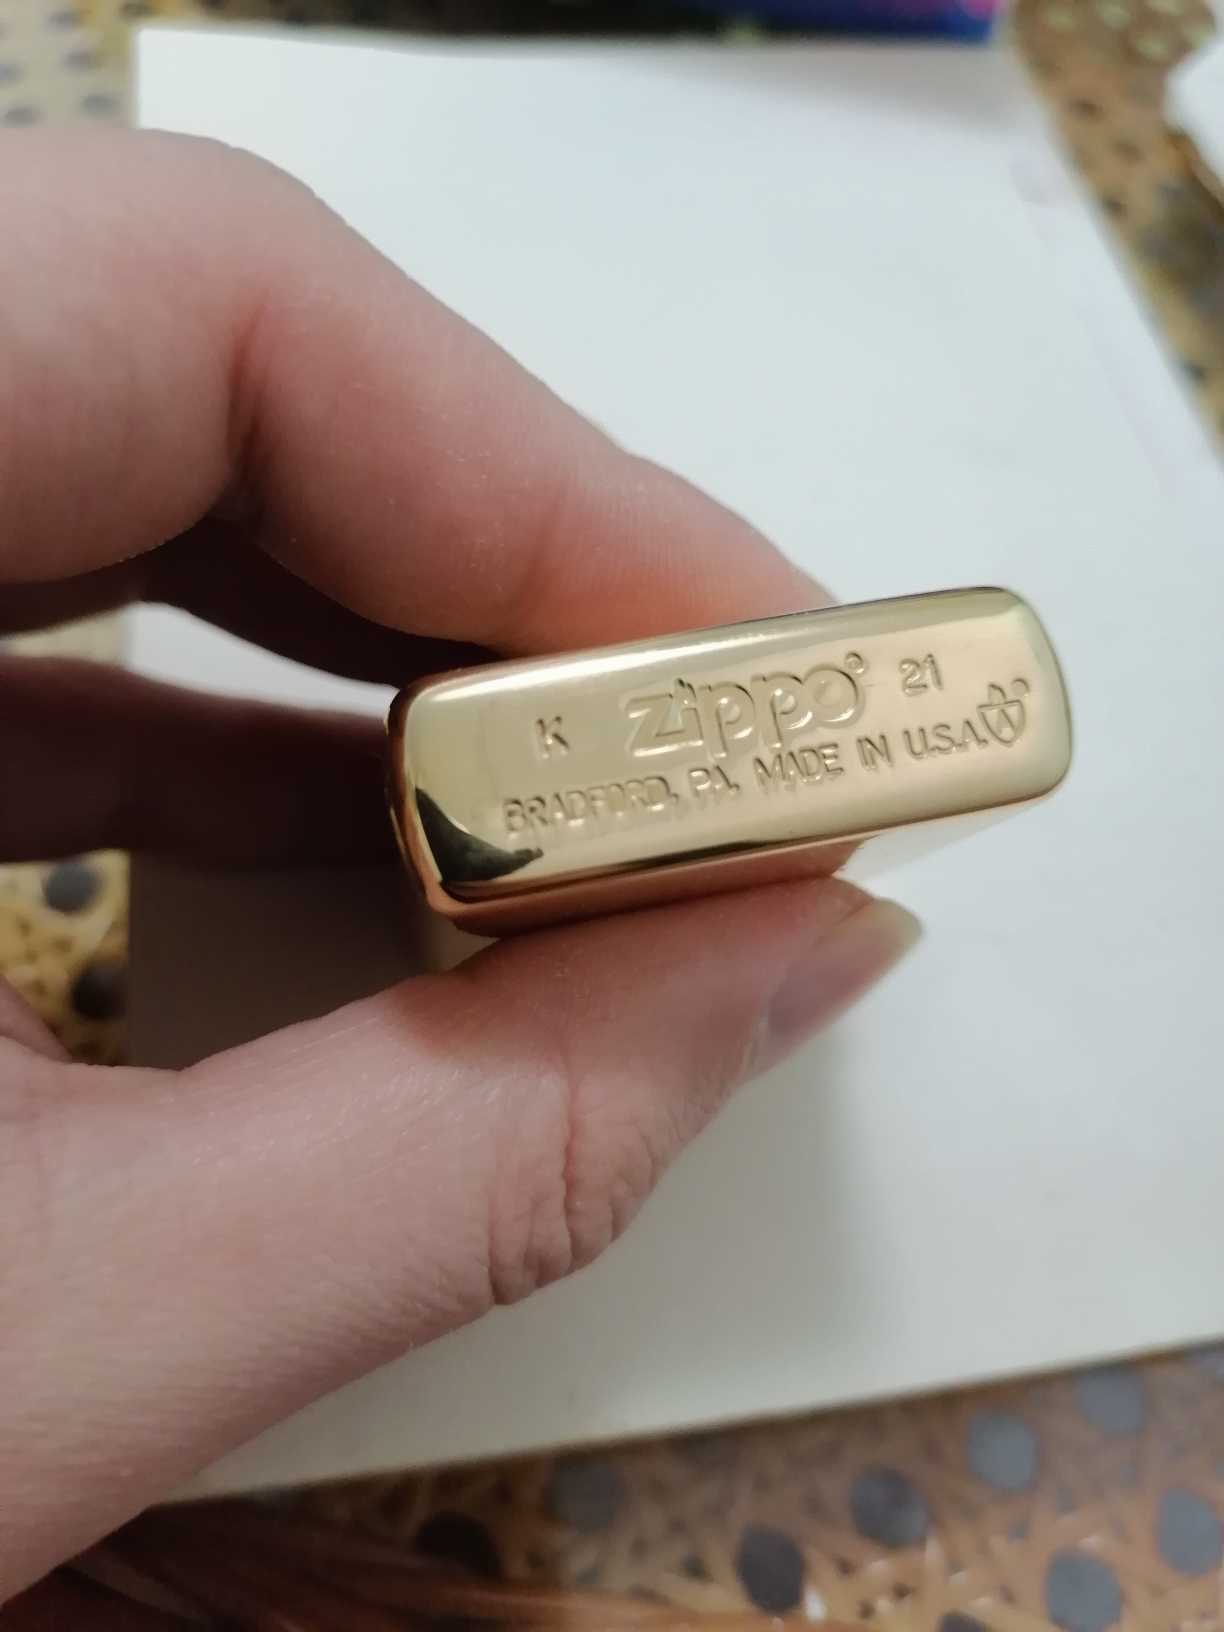 K zippo 21
BRADFORD, PA. MADE IN U.S.A.